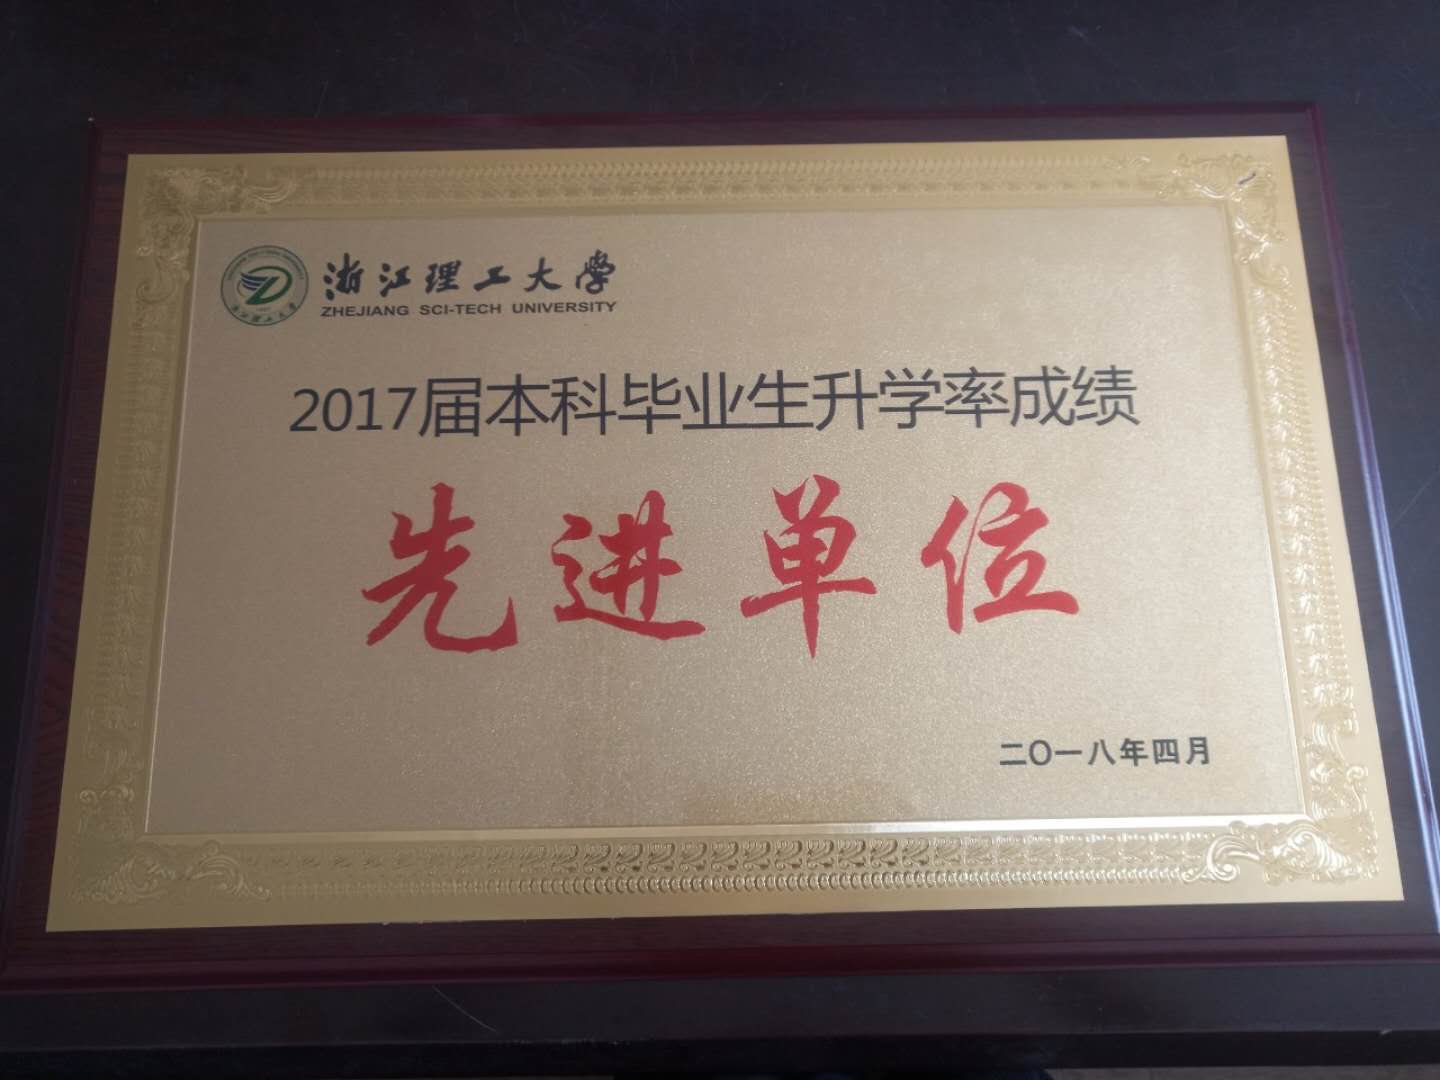 浙江理工大学
ZHEJIANG SCI-TECH UNIVERSITY
2017届本科毕业生升学率成绩
先进单位
二〇一八年四月